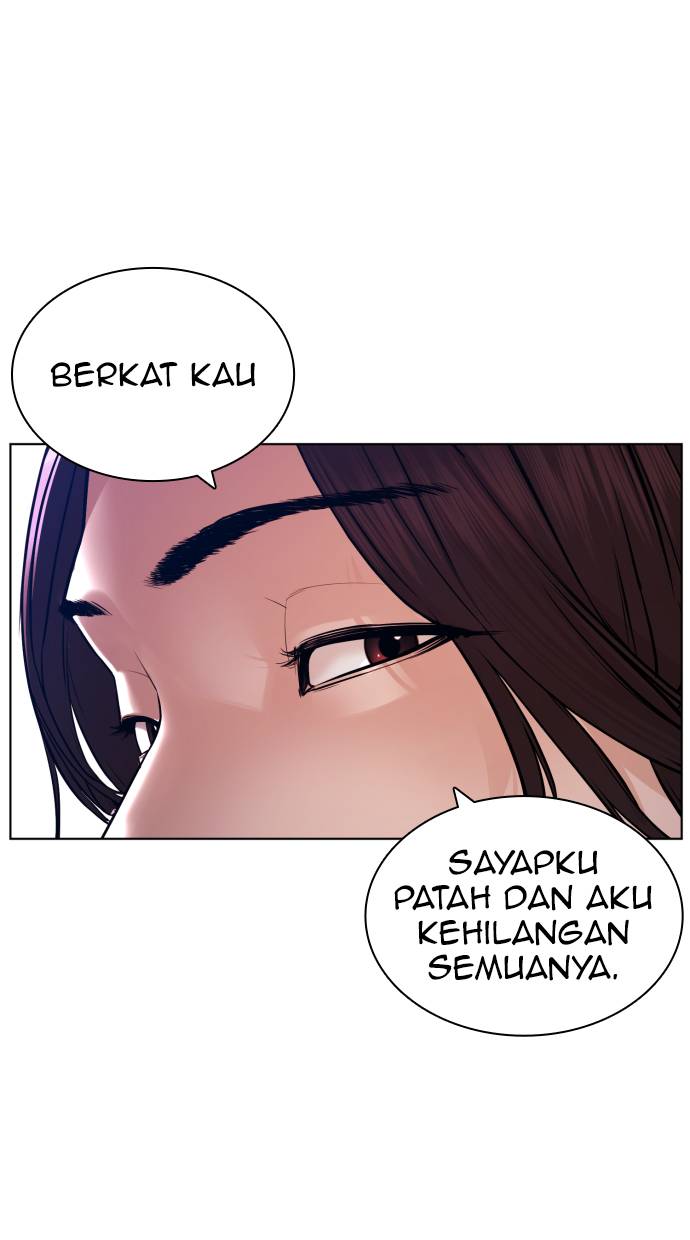 BERKAT KAU
SAYAPKU
PATAH DAN AKU
KEHILANGAN
SEMUANYA.